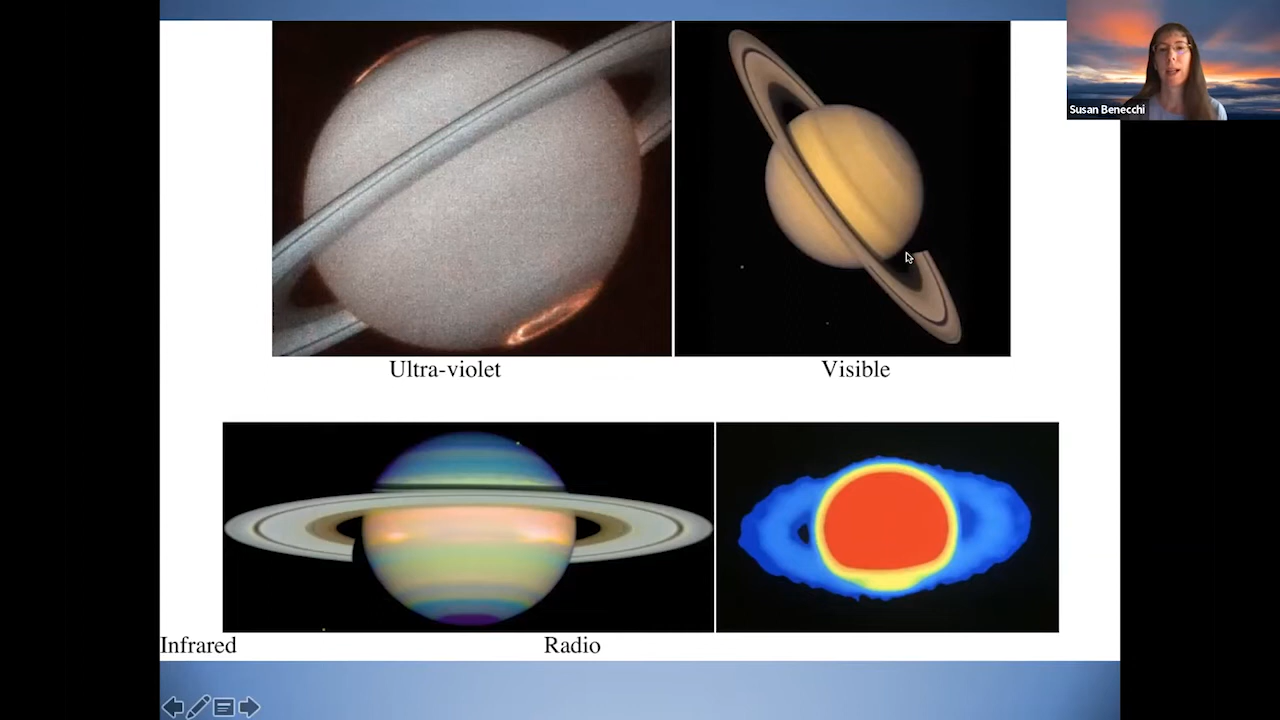 Susan Benecchi
Ultra-violet
Visible
Infrared
Radio